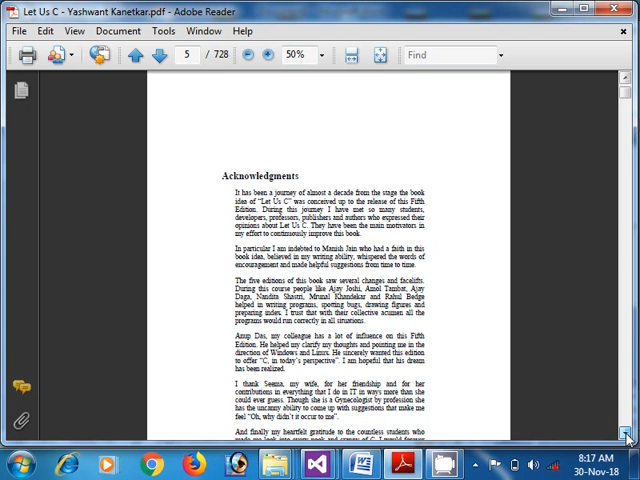 Let Us C - Yashwant Kanetkar.pdf - Adobe Reader
File Edit View Document Tools Window Help
5 / 728 50% Find
Acknowledgments
It has been a journey of almost a decade from the stage the book
idea of "Let Us C" was conceived up to the release of this Fifth
Edition. During this journey I have met so many students,
developers, professors, publishers and authors who expressed their
opinions about Let Us C. They have been the main motivators in
my effort to continuously improve this book.
In particular I am indebted to Manish Jain who had a faith in this
book idea, believed in my writing ability, whispered the words of
encouragement and made helpful suggestions from time to time.
The five editions of this book saw several changes and facelifts.
During this course people like Ajay Joshi, Amol Tambat, Ajay
Daga, Nandita Shastri, Mrunal Khandekar and Rahul Bedge
helped in writing programs, spotting bugs, drawing figures and
preparing index. I trust that with their collective acumen all the
programs would run correctly in all situations.
Anup Das, my colleague has a lot of influence on this Fifth
Edition. He helped me clarify my thoughts and pointing me in the
direction of Windows and Linux. He sincerely wanted this edition
to offer "C, in today's perspective". I am hopeful that his dream
has been realized.
I thank Seema, my wife, for her friendship and for her
contributions in everything that I do in IT in ways more than she
could ever guess. Though she is a Gynecologist by profession she
has the uncanny ability to come up with suggestions that make me
feel "Oh, why didn't it occur to me".
And finally my heartfelt gratitude to the countless students who
made me look into every nook and cranny of C. I would forever
8:17 AM
30-Nov-18